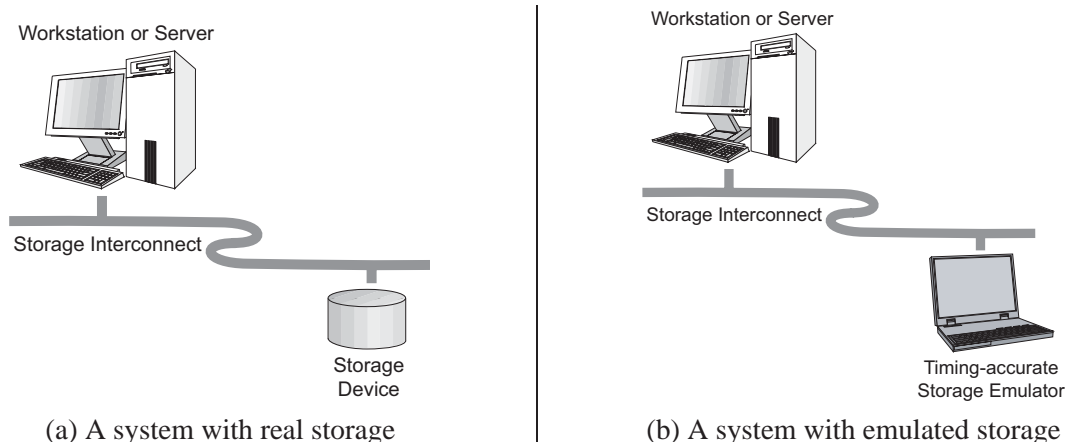 Workstation or Server
Storage Interconnect
Storage
Device
(a) A system with real storage
Workstation or Server
Storage Interconnect
Timing-accurate
Storage Emulator
(b) A system with emulated storage